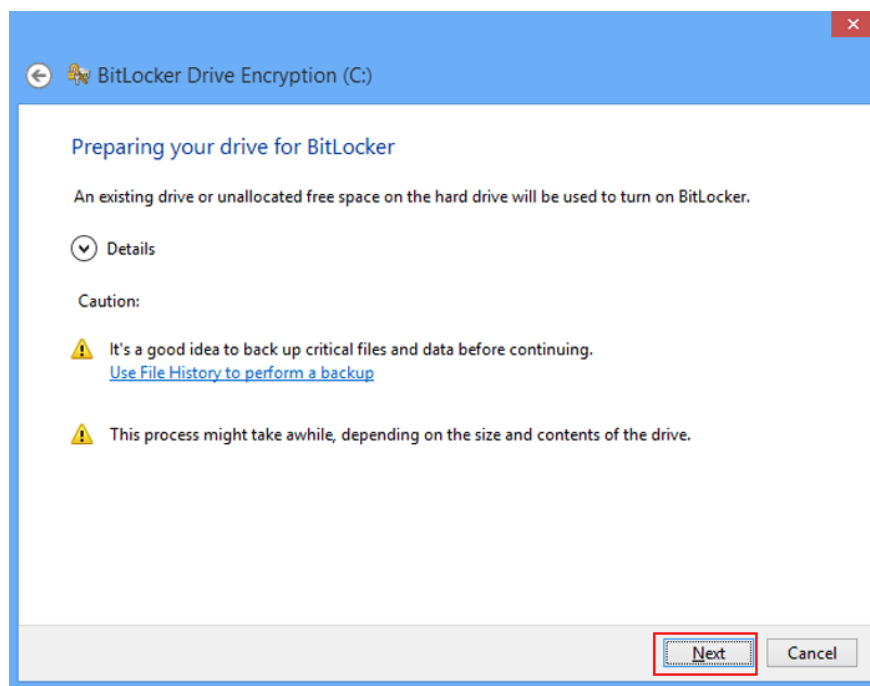 BitLocker Drive Encryption (C:)
Preparing your drive for BitLocker
An existing drive or unallocated free space on the hard drive will be used to turn on BitLocker.
Details
Caution:
It's a good idea to back up critical files and data before continuing.
Use File History to perform a backup
This process might take awhile, depending on the size and contents of the drive.
Next
Cancel